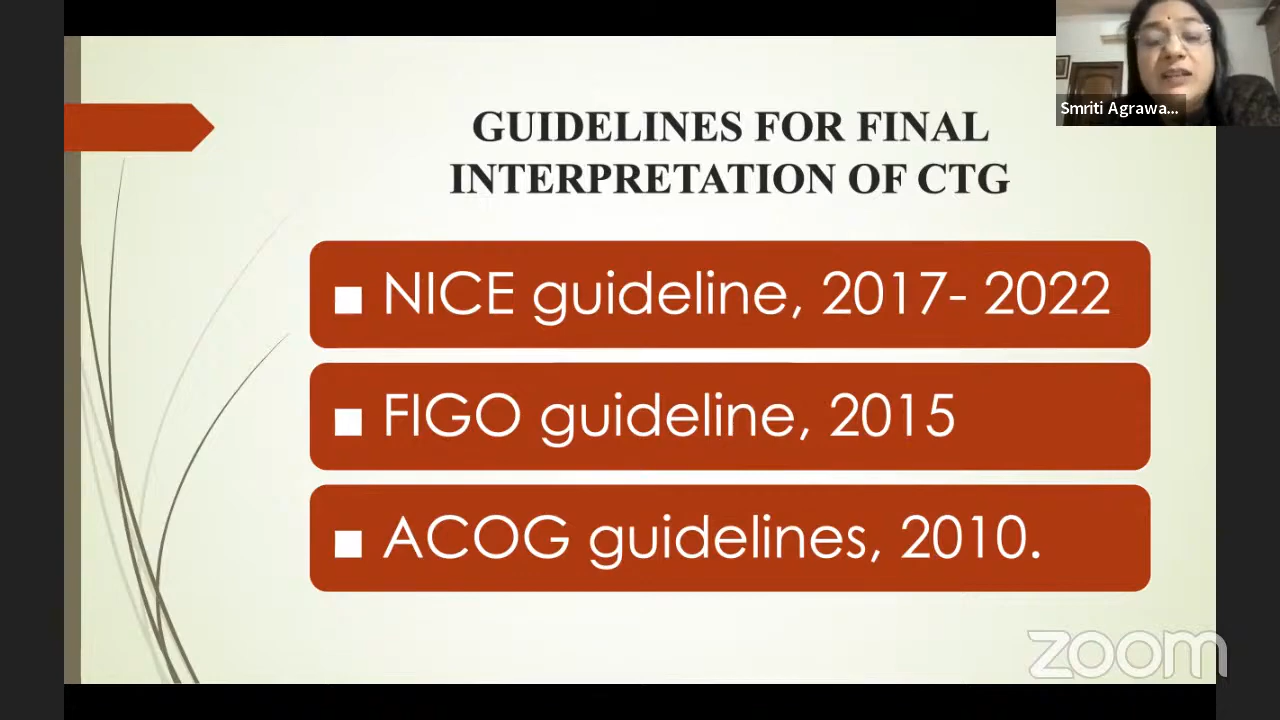 Smriti Agrawa...
GUIDELINES FOR FINAL
INTERPRETATION OF CTG
NICE guideline, 2017- 2022
FIGO guideline, 2015
ACOG guidelines, 2010.
zoom